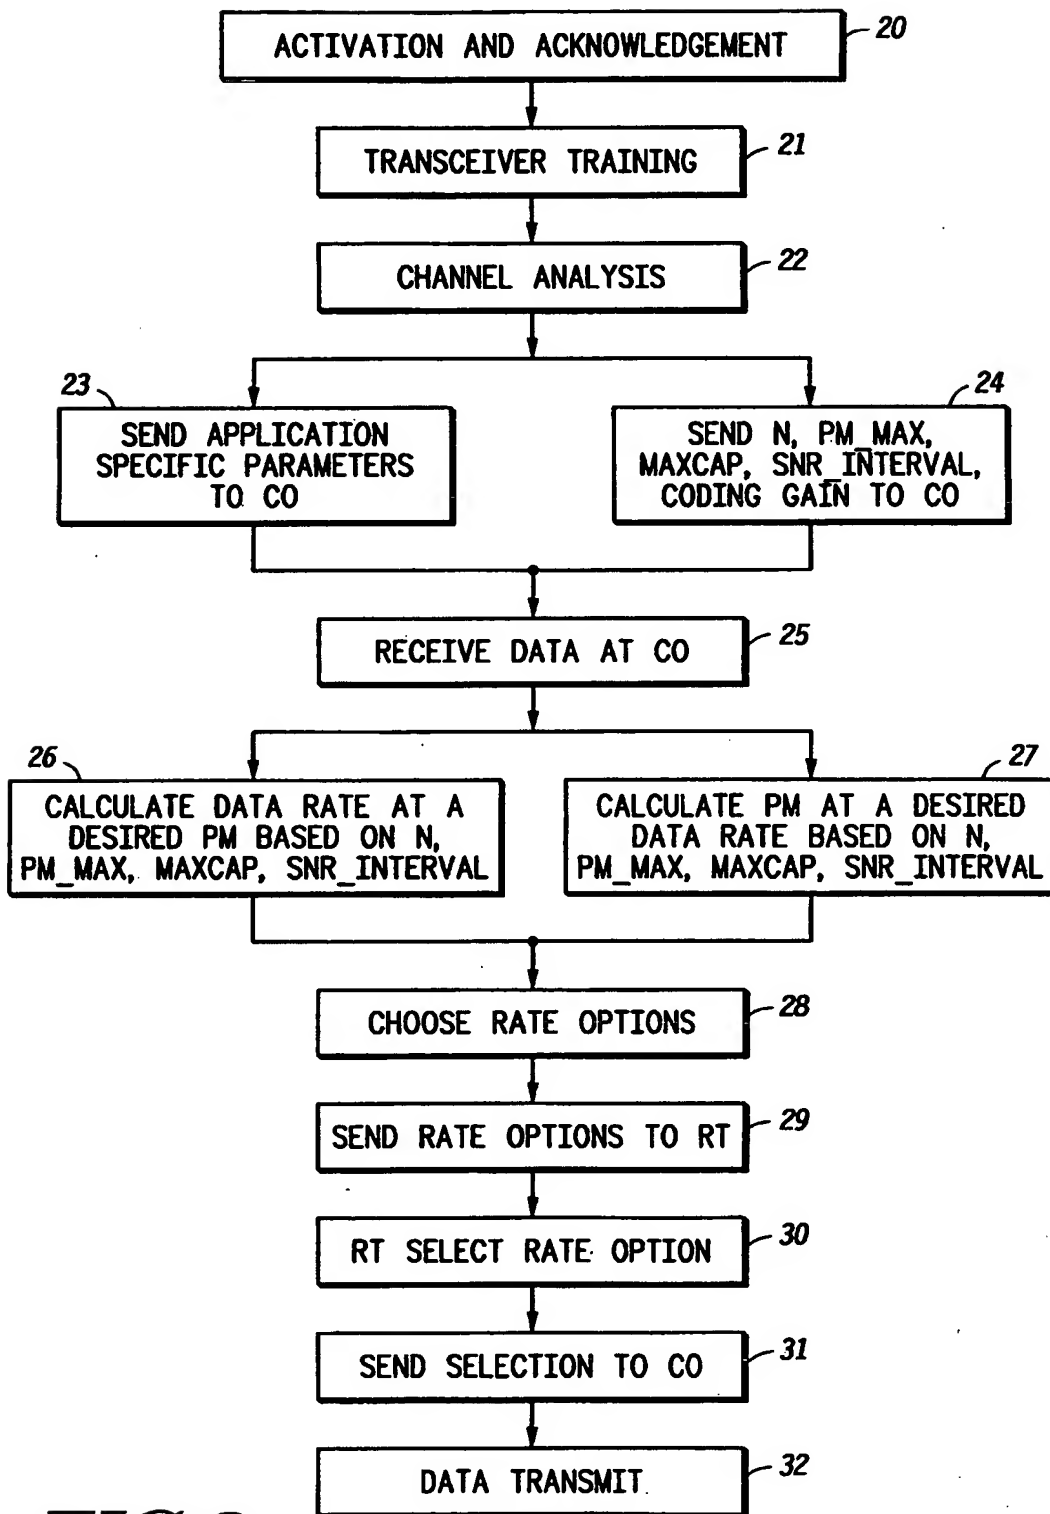 ACTIVATION AND ACKNOWLEDGEMENT
20
TRANSCEIVER TRAINING
21
CHANNEL ANALYSIS
22
23
SEND APPLICATION
SPECIFIC PARAMETERS
TO CO
24
SEND N, PM_MAX,
MAXCAP, SNR_INTERVAL,
CODING GAIN TO CO
RECEIVE DATA AT CO
25
26
CALCULATE DATA RATE AT A
DESIRED PM BASED ON N,
PM_MAX, MAXCAP, SNR_INTERVAL
27
CALCULATE PM AT A DESIRED
DATA RATE BASED ON N,
PM_MAX, MAXCAP, SNR_INTERVAL
CHOOSE RATE OPTIONS
28
SEND RATE OPTIONS TO RT
29
RT SELECT RATE OPTION
30
SEND SELECTION TO CO
31
DATA TRANSMIT
32